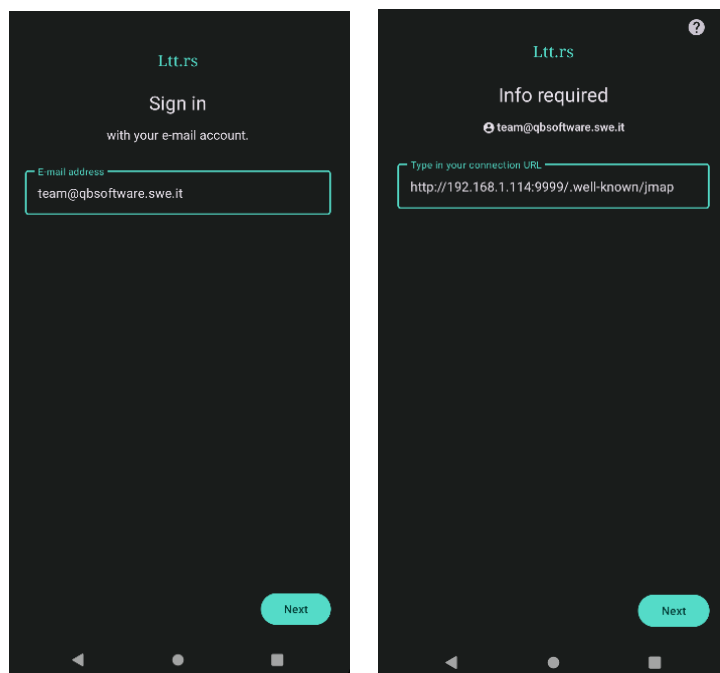 Ltt.rs
Sign in
with your e-mail account.
E-mail address
team@qbsoftware.swe.it
Next
Ltt.rs
Info required
team@qbsoftware.swe.it
Type in your connection URL
http://192.168.1.114:9999/.well-known/jmap
Next